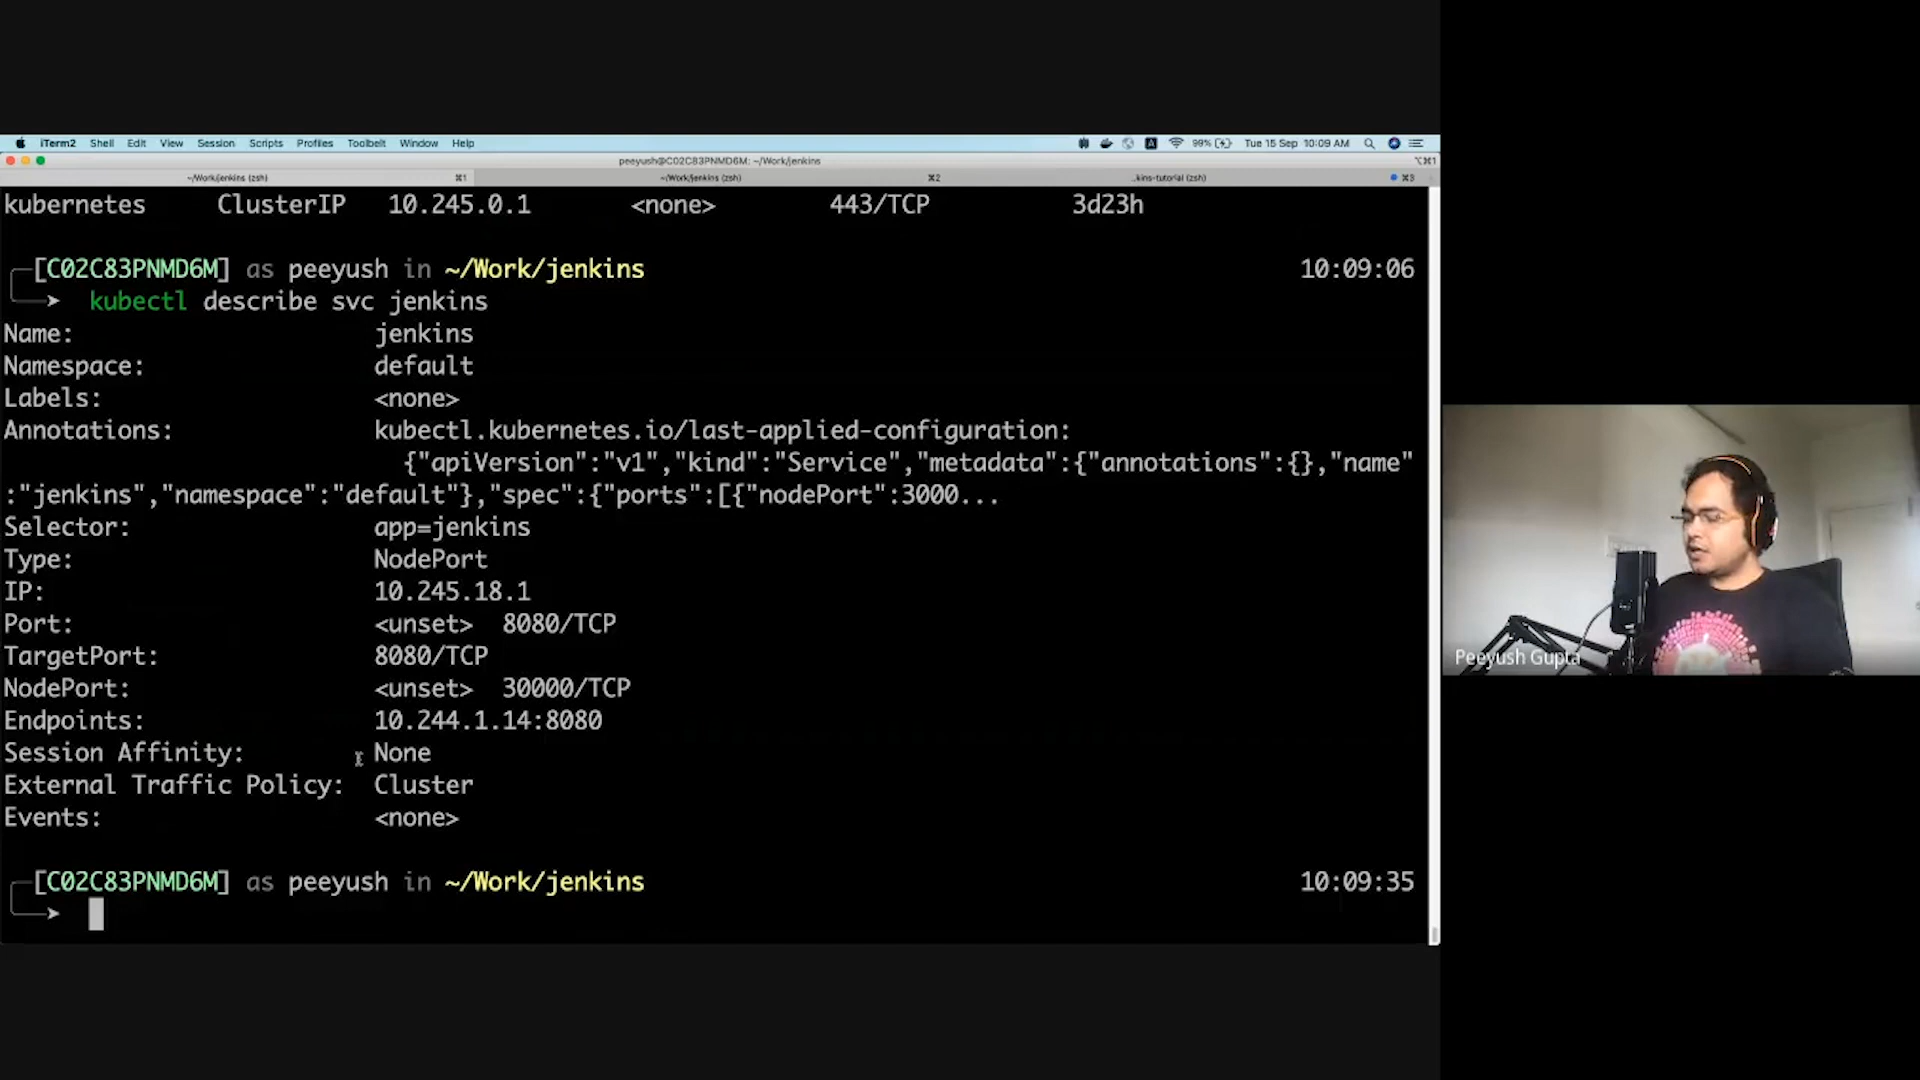 iTerm2 Shell Edit View Session Scripts Profiles Toolbelt Window Help 99% Tue 15 Sep 10:09 AM
peeyush@C02C83PNMD6M: ~/Work/jenkins ⌥⌘1
~/Work/jenkins (zsh) ⌘1 ~/Work/jenkins (zsh) ⌘2 ..kins-tutorial (zsh) ⌘3
kubernetes ClusterIP 10.245.0.1 <none> 443/TCP 3d23h
[C02C83PNMD6M] as peeyush in ~/Work/jenkins 10:09:06
kubectl describe svc jenkins
Name: jenkins
Namespace: default
Labels: <none>
Annotations: kubectl.kubernetes.io/last-applied-configuration:
{"apiVersion":"v1","kind":"Service","metadata":{"annotations":{},"name"
:"jenkins","namespace":"default"},"spec":{"ports":[{"nodePort":3000...
Selector: app=jenkins
Type: NodePort
IP: 10.245.18.1
Port: <unset> 8080/TCP
TargetPort: 8080/TCP
NodePort: <unset> 30000/TCP
Endpoints: 10.244.1.14:8080
Session Affinity: None
External Traffic Policy: Cluster
Events: <none>
[C02C83PNMD6M] as peeyush in ~/Work/jenkins 10:09:35
Peeyush Gupta